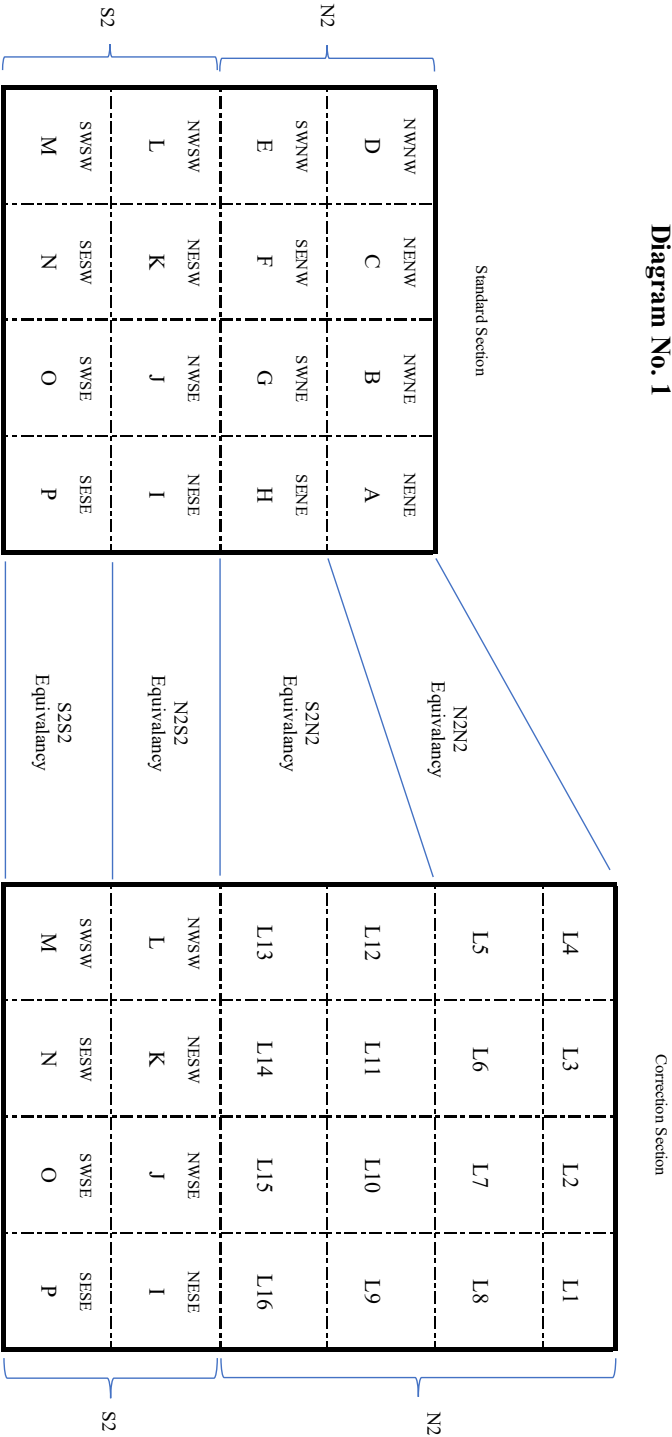 Diagram No. 1
Standard Section
Correction Section
N2
S2
NWNW NENW NWNE NENE
D C B A
SWNW SENW SWNE SENE
E F G H
NWSW NESW NWSE NESE
L K J I
SWSW SESW SWSE SESE
M N O P
N2N2
Equivalancy
S2N2
Equivalancy
N2S2
Equivalancy
S2S2
Equivalancy
L4 L3 L2 L1
L5 L6 L7 L8
L12 L11 L10 L9
L13 L14 L15 L16
NWSW NESW NWSE NESE
L K J I
SWSW SESW SWSE SESE
M N O P
N2
S2